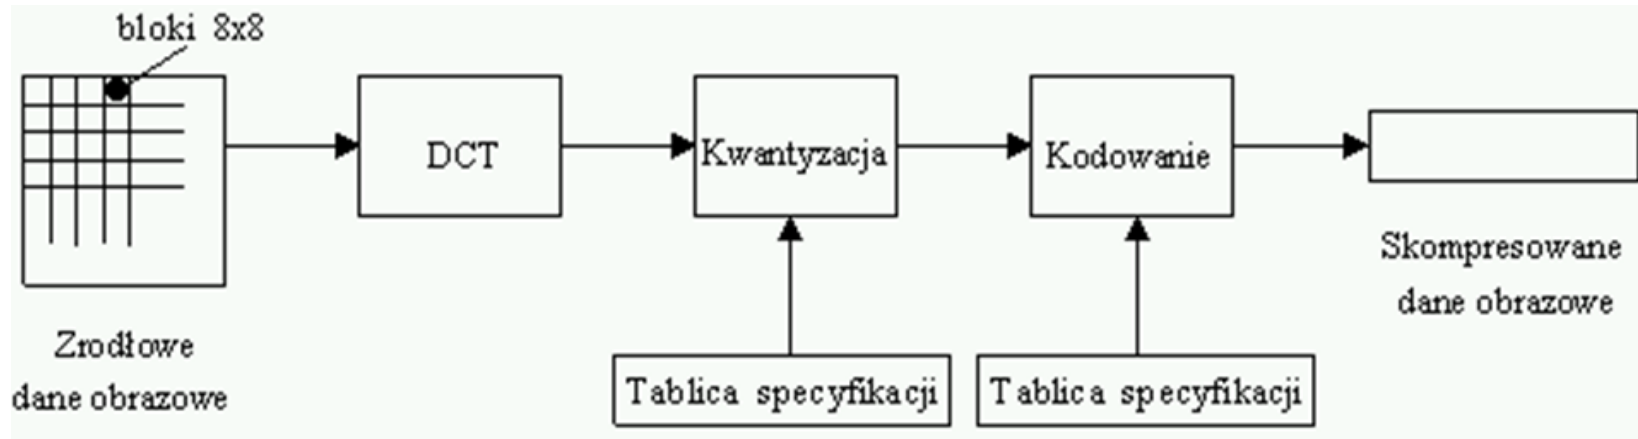 bloki 8x8
DCT
Kwantyzacja
Kodowanie
Skompresowane
dane obrazowe
Zrodłowe
dane obrazowe
Tablica specyfikacji
Tablica specyfikacji